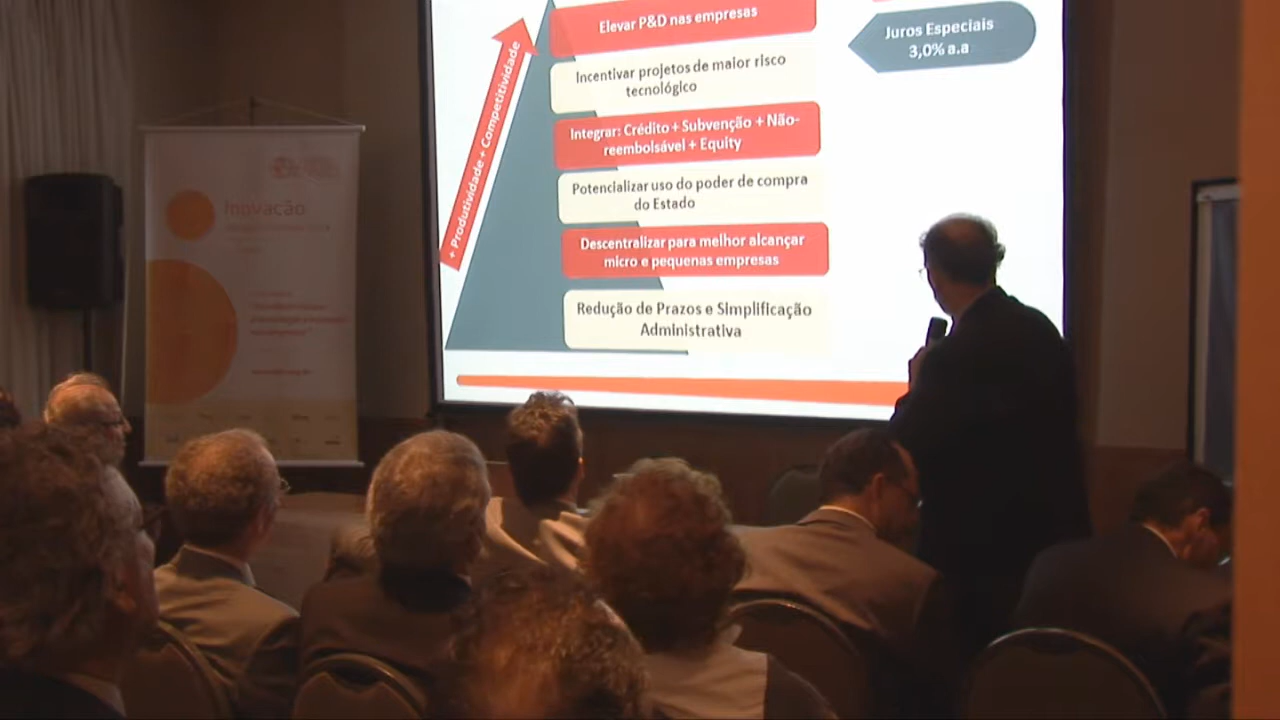 Elevar P&D nas empresas
Incentivar projetos de maior risco
tecnológico
Integrar: Crédito + Subvenção + Não-
reembolsável + Equity
Potencializar uso do poder de compra
do Estado
Descentralizar para melhor alcançar
micro e pequenas empresas
Redução de Prazos e Simplificação
Administrativa
+ Produtividade + Competitividade
Juros Especiais
3,0% a.a
Inovação